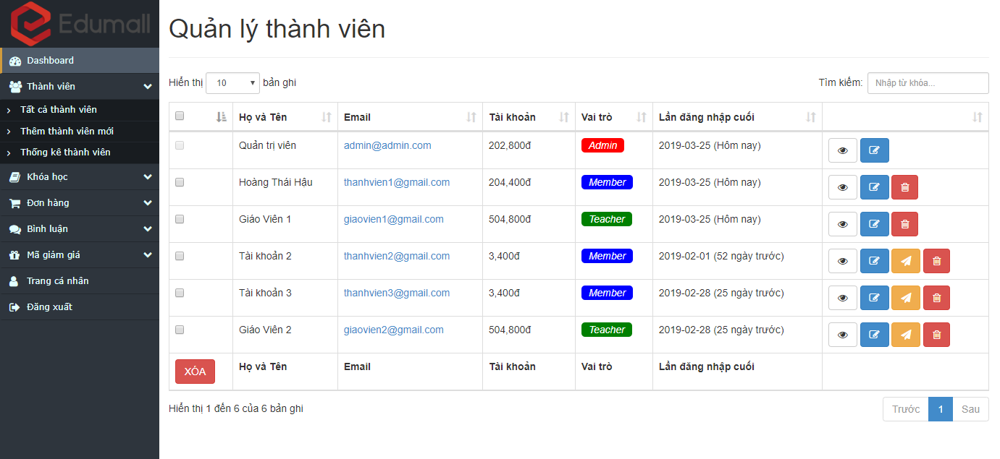 Edumall
Dashboard
Thành viên
Tất cả thành viên
Thêm thành viên mới
Thống kê thành viên
Khóa học
Đơn hàng
Bình luận
Mã giảm giá
Trang cá nhân
Đăng xuất
Quản lý thành viên
Hiển thị 10 bản ghi Tìm kiếm: Nhập từ khóa...
Họ và Tên Email Tài khoản Vai trò Lần đăng nhập cuối
Quản trị viên admin@admin.com 202,800đ Admin 2019-03-25 (Hôm nay)
Hoàng Thái Hậu thanhvien1@gmail.com 204,400đ Member 2019-03-25 (Hôm nay)
Giáo Viên 1 giaovien1@gmail.com 504,800đ Teacher 2019-03-25 (Hôm nay)
Tài khoản 2 thanhvien2@gmail.com 3,400đ Member 2019-02-01 (52 ngày trước)
Tài khoản 3 thanhvien3@gmail.com 3,400đ Member 2019-02-28 (25 ngày trước)
Giáo Viên 2 giaovien2@gmail.com 504,800đ Teacher 2019-02-28 (25 ngày trước)
XÓA Họ và Tên Email Tài khoản Vai trò Lần đăng nhập cuối
Hiển thị 1 đến 6 của 6 bản ghi Trước 1 Sau